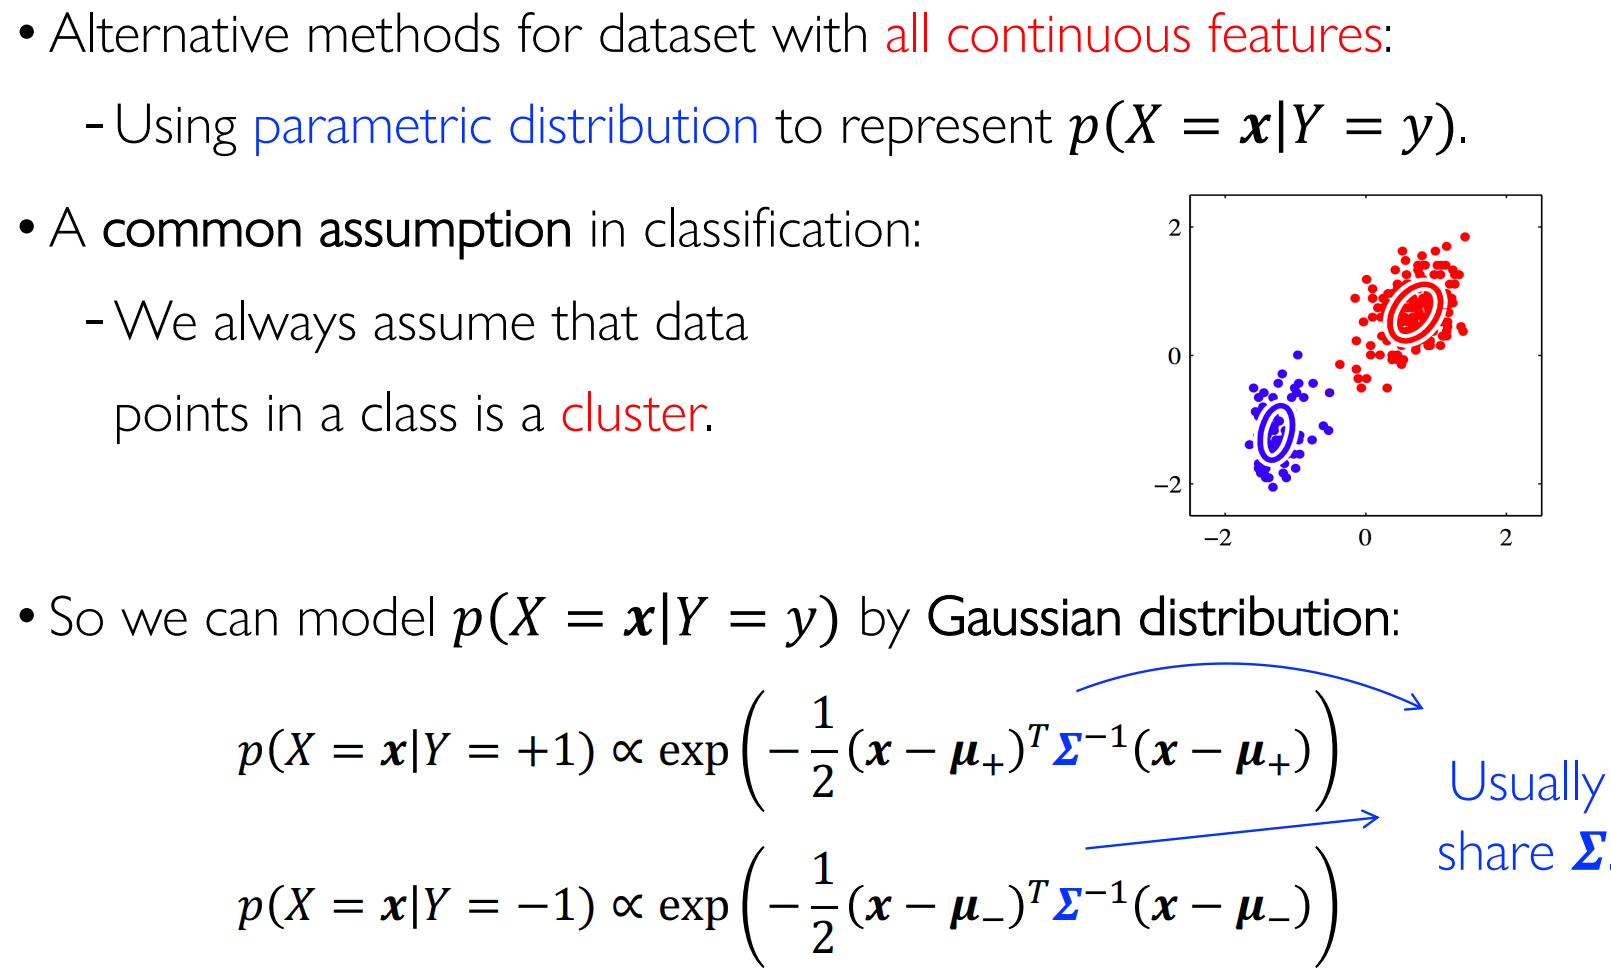 • Alternative methods for dataset with all continuous features:
- Using parametric distribution to represent p(X = x|Y = y).
• A common assumption in classification:
- We always assume that data
points in a class is a cluster.
2
0
−2
−2 0 2
• So we can model p(X = x|Y = y) by Gaussian distribution:
p(X = x|Y = +1) ∝ exp(−1/2 (x − μ₊)ᵀ Σ⁻¹(x − μ₊))
Usually
share Σ.
p(X = x|Y = −1) ∝ exp(−1/2 (x − μ₋)ᵀ Σ⁻¹(x − μ₋))